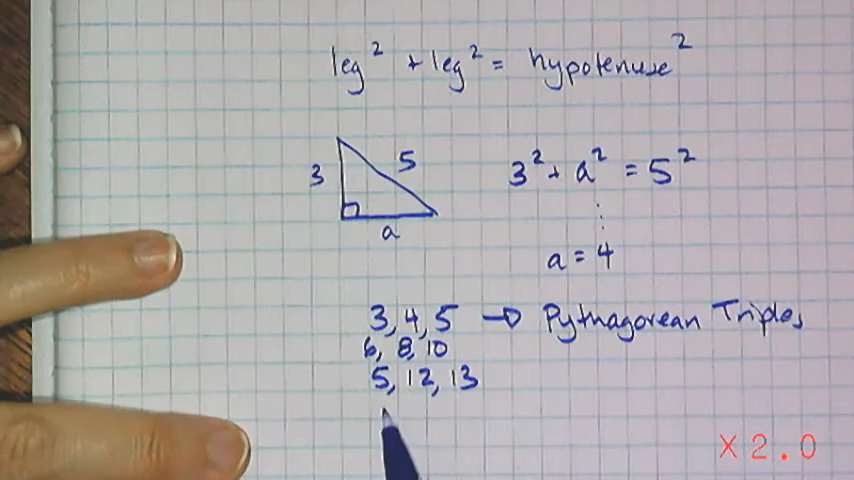 leg² + leg² = hypotenuse²
3
5
a
3² + a² = 5²
⋮
a = 4
3, 4, 5 → Pythagorean Triples
6, 8, 10
5, 12, 13
X2.0